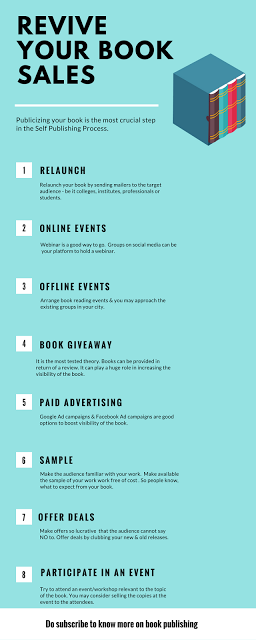 REVIVE
YOUR BOOK
SALES
Publicizing your book is the most crucial step
in the Self Publishing Process.
1 RELAUNCH
Relaunch your book by sending mailers to the target
audience - be it colleges, institutes, professionals or
students.
2 ONLINE EVENTS
Webinar is a good way to go. Groups on social media can be
your platform to hold a webinar.
3 OFFLINE EVENTS
Arrange book reading events & you may approach the
existing groups in your city.
4 BOOK GIVEAWAY
It is the most tested theory. Books can be provided in
return of a review. It can play a huge role in increasing the
visibility of the book.
5 PAID ADVERTISING
Google Ad campaigns & Facebook Ad campaigns are good
options to boost visibility of the book.
6 SAMPLE
Make the audience familiar with your work. Make available
the sample of your work work free of cost . So people know,
what to expect from your book.
7 OFFER DEALS
Make offers so lucrative that the audience cannot say
NO to. Offer deals by clubbing your new & old releases.
8 PARTICIPATE IN AN EVENT
Try to attend an event/workshop relevant to the topic
of the book. You may consider selling the copies at the
event to the attendees.
Do subscribe to know more on book publishing